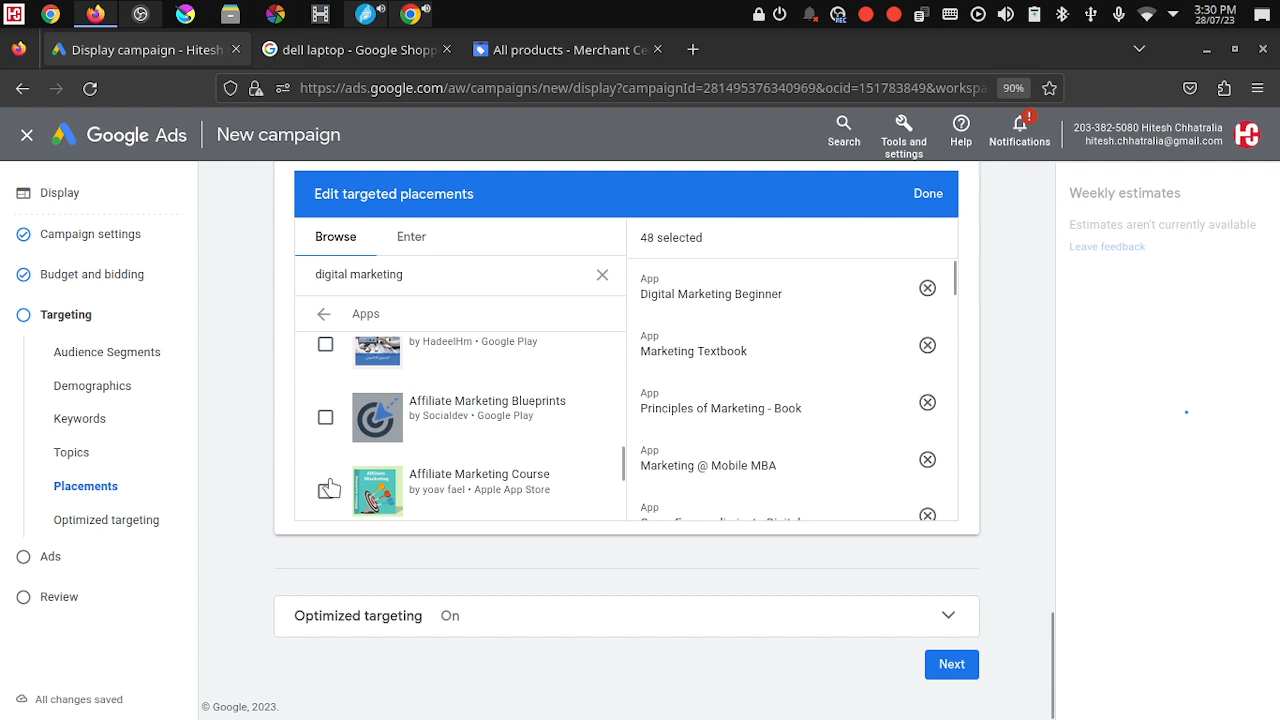 3:30 PM
28/07/23
REC
Display campaign - Hitesh
dell laptop - Google Shopp
All products - Merchant Ce
https://ads.google.com/aw/campaigns/new/display?campaignId=281495376340969&ocid=151783849&workspa
90%
Google Ads
New campaign
Search
Tools and
settings
Help
Notifications
203-382-5080 Hitesh Chhatralia
hitesh.chhatralia@gmail.com
Display
Campaign settings
Budget and bidding
Targeting
Audience Segments
Demographics
Keywords
Topics
Placements
Optimized targeting
Ads
Review
All changes saved
Edit targeted placements
Done
Browse
Enter
48 selected
digital marketing
Apps
by HadeelHm • Google Play
Affiliate Marketing Blueprints
by Socialdev • Google Play
Affiliate Marketing Course
by yoav fael • Apple App Store
App
Digital Marketing Beginner
App
Marketing Textbook
App
Principles of Marketing - Book
App
Marketing @ Mobile MBA
App
Optimized targeting On
Next
© Google, 2023.
Weekly estimates
Estimates aren't currently available
Leave feedback